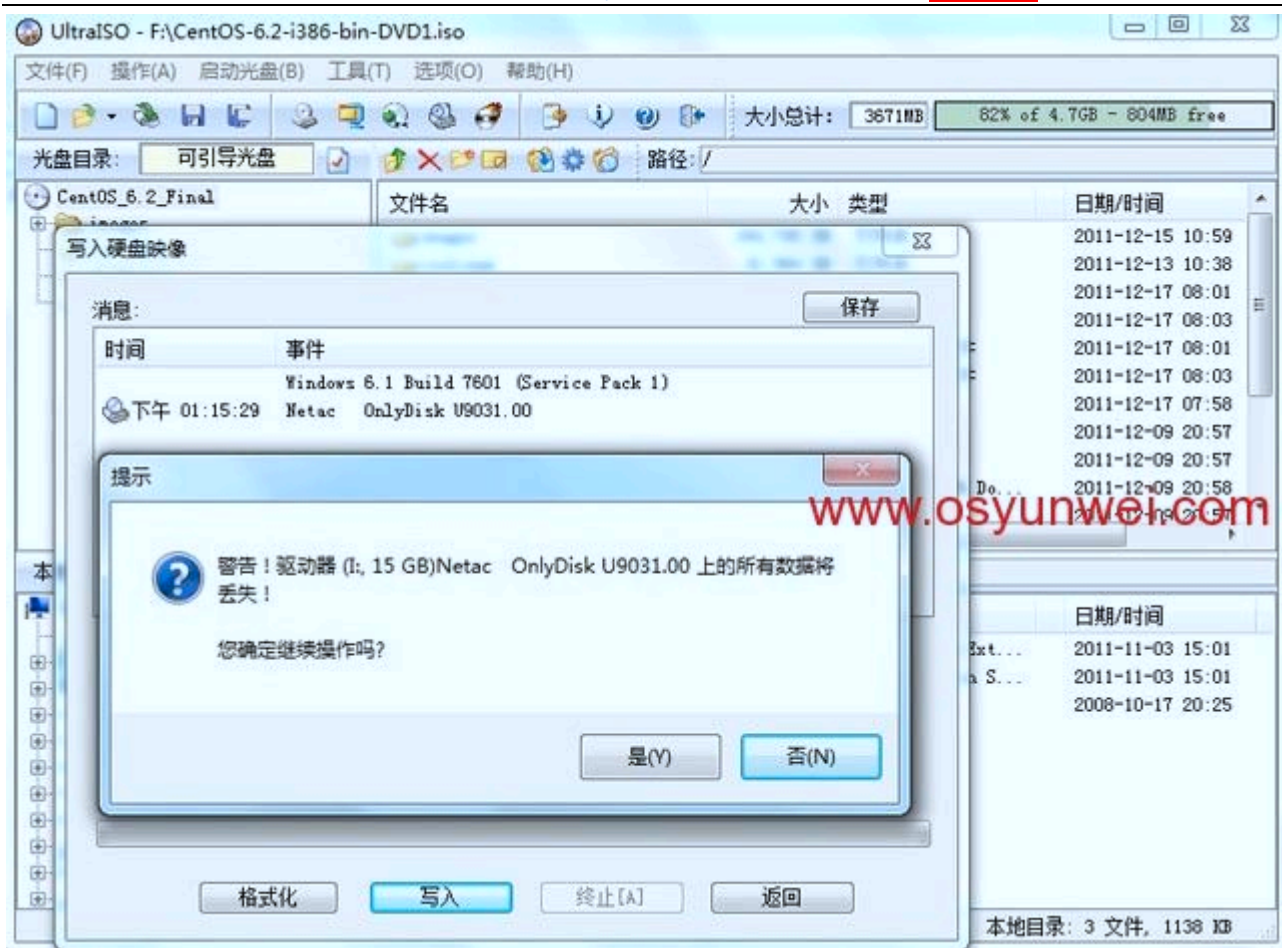 UltraISO - F:\CentOS-6.2-i386-bin-DVD1.iso
文件(F) 操作(A) 启动光盘(B) 工具(T) 选项(O) 帮助(H)
大小总计: 3671MB 82% of 4.7GB - 804MB free
光盘目录: 可引导光盘 路径: /
CentOS_6.2_Final
images
文件名 大小 类型 日期/时间
2011-12-15 10:59
2011-12-13 10:38
2011-12-17 08:01
2011-12-17 08:03
2011-12-17 08:01
2011-12-17 08:03
2011-12-17 07:58
2011-12-09 20:57
2011-12-09 20:57
Do... 2011-12-09 20:58
写入硬盘映像
消息: 保存
时间 事件
Windows 6.1 Build 7601 (Service Pack 1)
下午 01:15:29 Netac OnlyDisk U9031.00
提示
警告！驱动器 (I:, 15 GB)Netac OnlyDisk U9031.00 上的所有数据将
丢失！
您确定继续操作吗?
是(Y) 否(N)
格式化 写入 终止[A] 返回
www.osyunwei.com
本
日期/时间
Ext... 2011-11-03 15:01
n S... 2011-11-03 15:01
2008-10-17 20:25
本地目录: 3 文件, 1138 KB